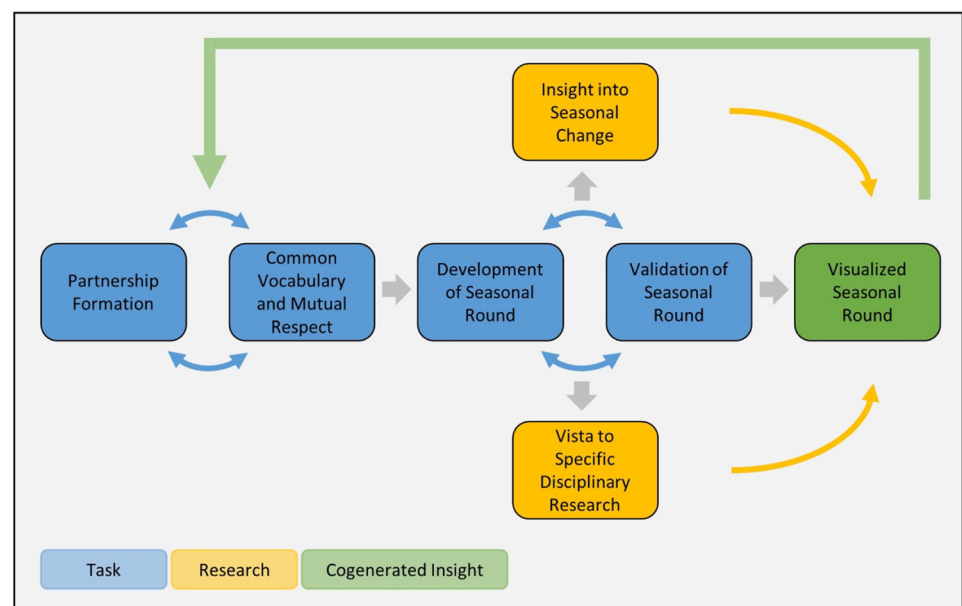 Insight into
Seasonal
Change
Partnership
Formation
Common
Vocabulary
and Mutual
Respect
Development
of Seasonal
Round
Validation of
Seasonal
Round
Visualized
Seasonal
Round
Vista to
Specific
Disciplinary
Research
Task
Research
Cogenerated Insight